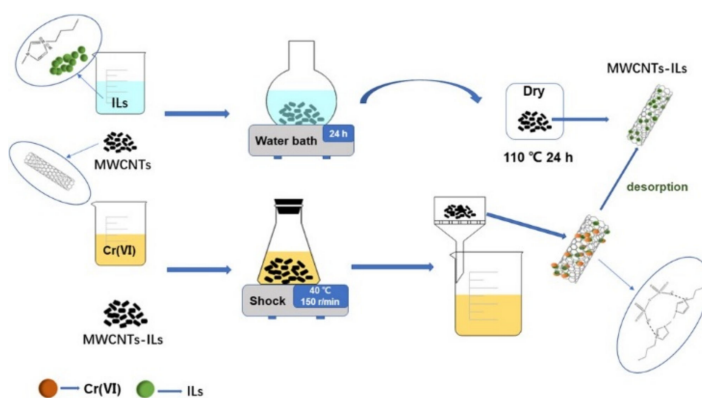 ILs
MWCNTs
Water bath
24 h
Dry
110 ℃ 24 h
MWCNTs-ILs
desorption
Cr(VI)
MWCNTs-ILs
Shock
40 ℃
150 r/min
Cr(VI)
ILs